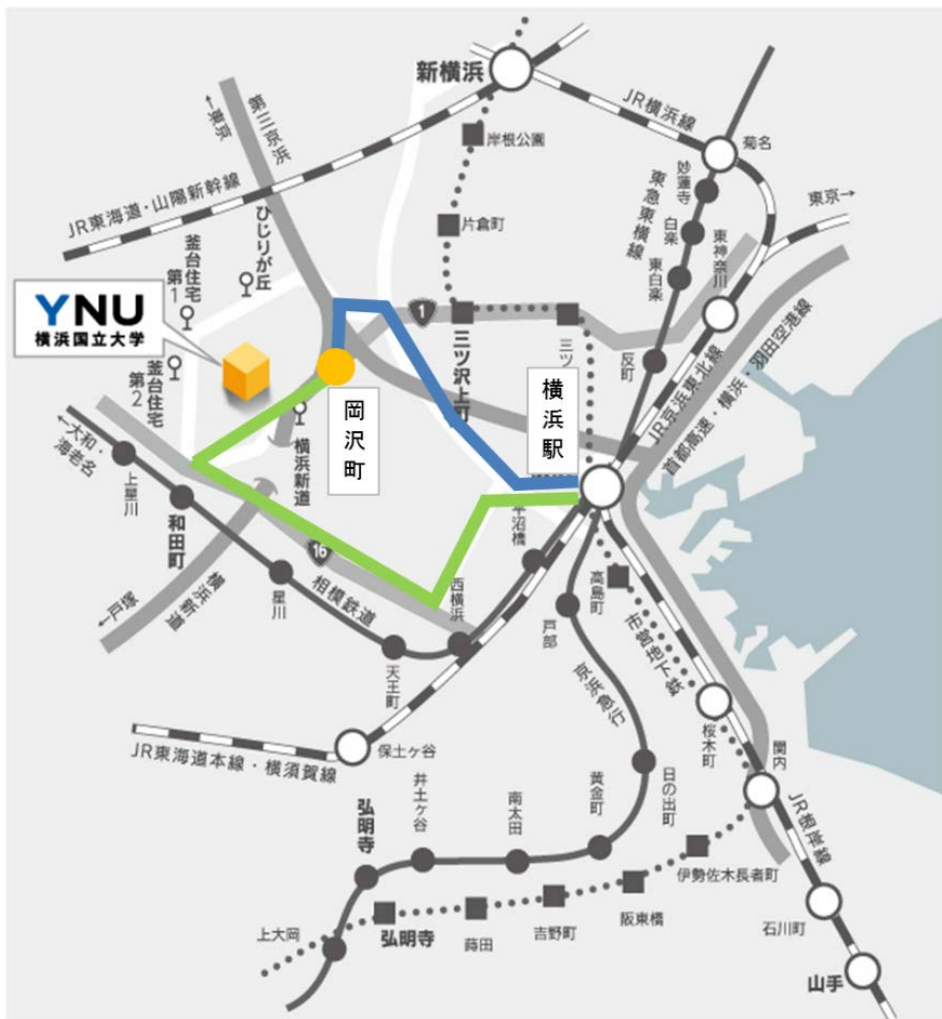 新横浜
JR横浜線
岸根公園
菊名
←東京
第三京浜
JR東海道・山陽新幹線
妙蓮寺
東急東横線
白楽
東京→
ひじりが丘
片倉町
東神奈川
釜台住宅
第1
東白楽
YNU
横浜国立大学
1
三ツ沢上町
三ツ
反町
JR京浜東北線
首都高速・横浜・羽田空港線
釜台住宅
第2
岡沢町
横浜駅
←大和・
海老名
横浜新道
上星川
平沼橋
和田町
16
高島町
相模鉄道
西横浜
星川
←戸塚
横浜新道
戸部
市営地下鉄
天王町
京浜急行
桜木町
関内
JR東海道本線・横須賀線
保土ヶ谷
日の出町
黄金町
井土ヶ谷
南太田
弘明寺
JR根岸線
伊勢佐木長者町
阪東橋
吉野町
蒔田
弘明寺
上大岡
石川町
山手